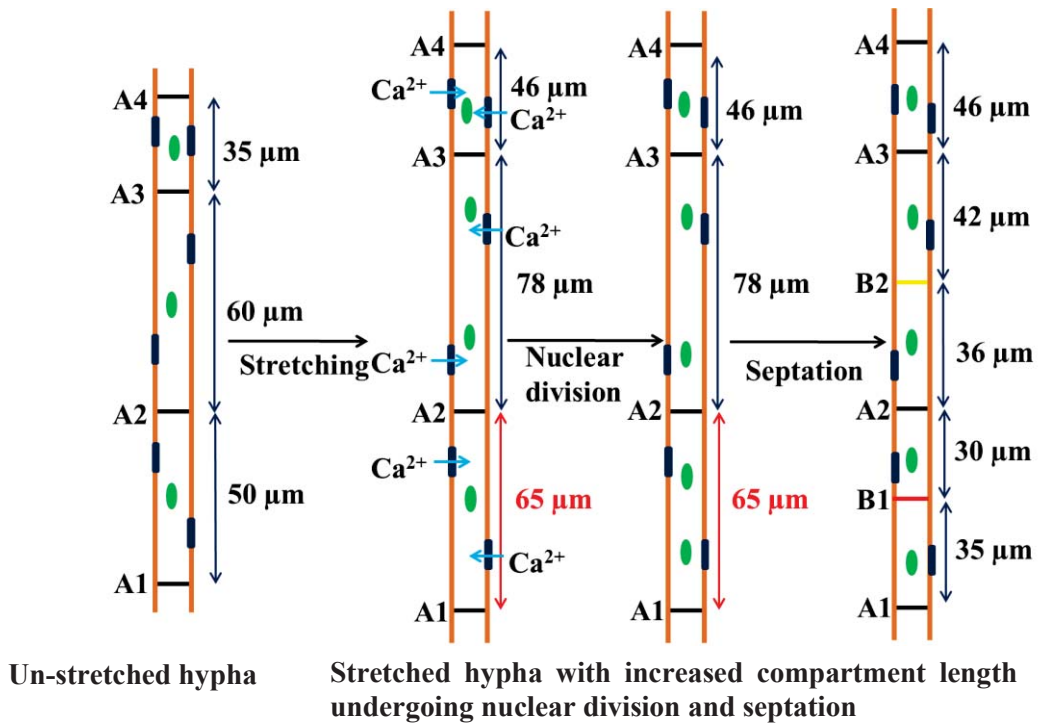 A4
35 µm
A3
60 µm
A2
50 µm
A1
Stretching
A4
Ca2+
46 µm
Ca2+
A3
Ca2+
78 µm
Ca2+
A2
Ca2+
65 µm
Ca2+
A1
Nuclear
division
A4
46 µm
A3
78 µm
A2
65 µm
A1
Septation
A4
46 µm
A3
42 µm
B2
36 µm
A2
30 µm
B1
35 µm
A1
Un-stretched hypha
Stretched hypha with increased compartment length
undergoing nuclear division and septation